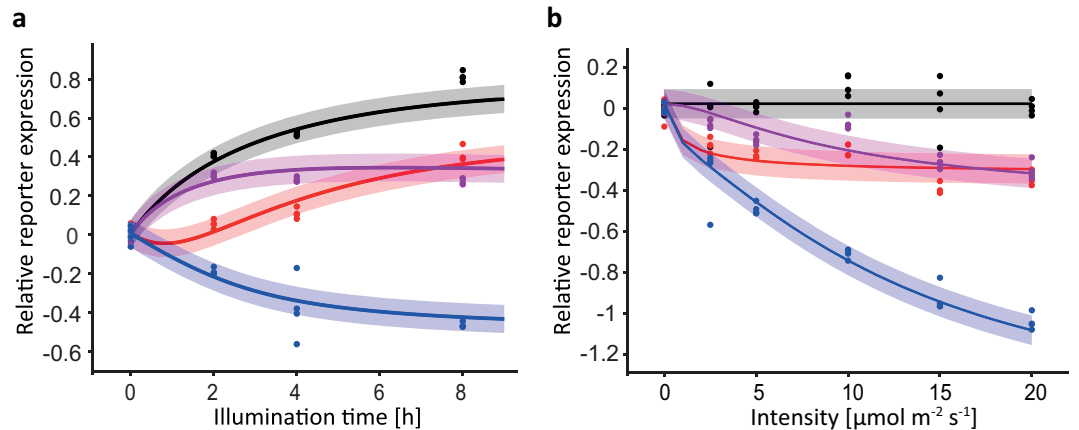 a
Relative reporter expression
0.8
0.6
0.4
0.2
0
-0.2
-0.4
-0.6
0 2 4 6 8
Illumination time [h]
b
Relative reporter expression
0.2
0
-0.2
-0.4
-0.6
-0.8
-1
-1.2
0 5 10 15 20
Intensity [µmol m⁻² s⁻¹]